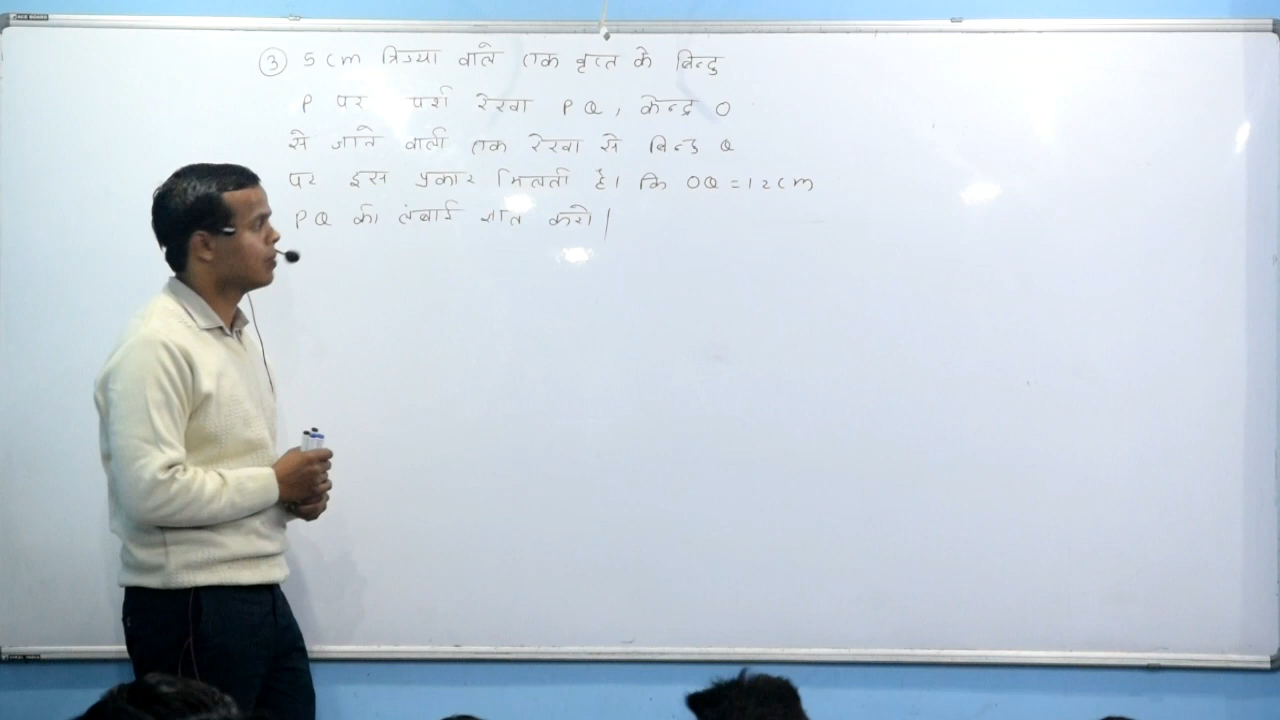 ③ 5 cm त्रिज्या वाले एक वृत्त के बिन्दु
P पर स्पर्श रेखा PQ, केन्द्र O
से जाने वाली एक रेखा से बिन्दु Q
पर इस प्रकार मिलती है। कि OQ = 12 cm
PQ की लंबाई ज्ञात करो |